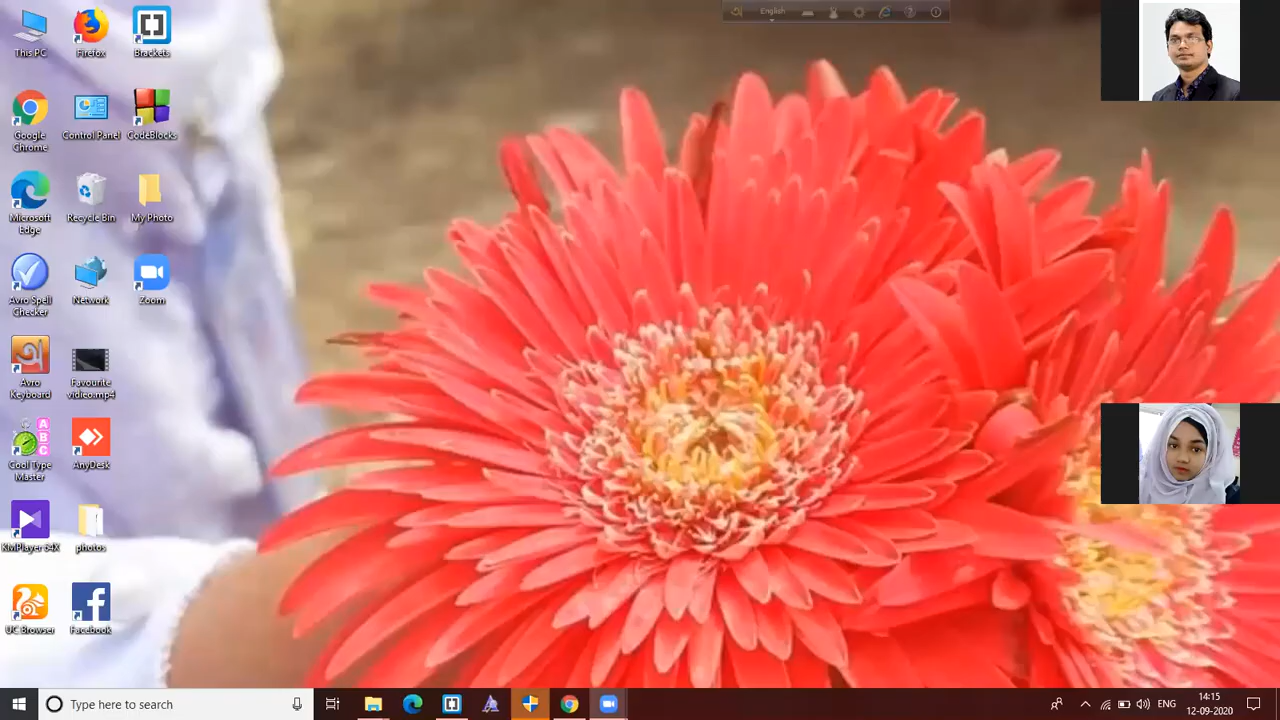 English
This PC
Firefox
Brackets
Google
Chrome
Control Panel
CodeBlocks
Microsoft
Edge
Recycle Bin
My Photo
Avro Spell
Checker
Network
Zoom
Avro
Keyboard
Favourite
vidieo.mp4
Cool Type
Master
AnyDesk
KMPlayer 64X
photos
UC Browser
Facebook
Type here to search
ENG
14:15
12-09-2020